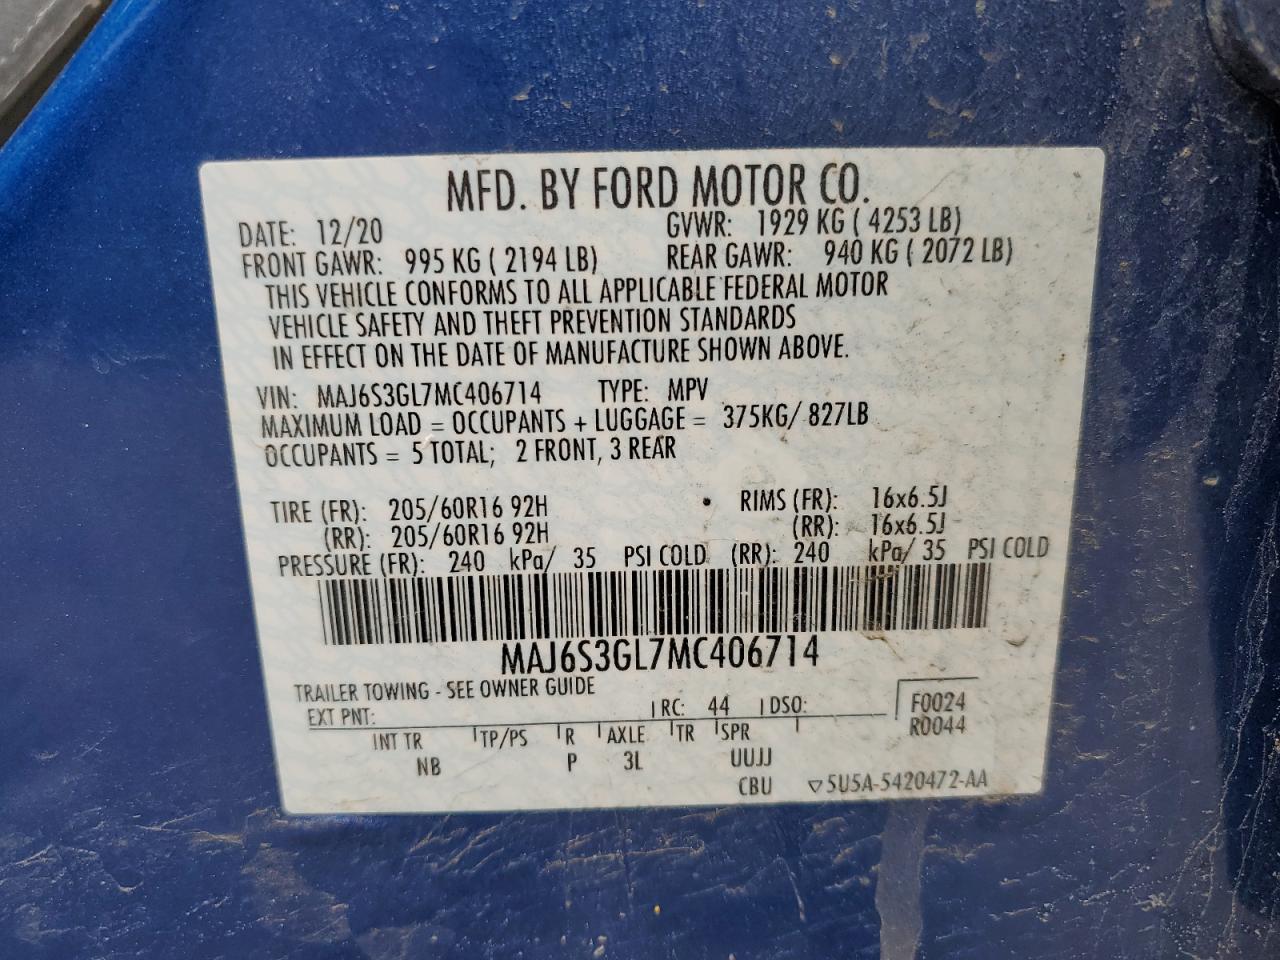 MFD. BY FORD MOTOR CO.
DATE: 12/20 GVWR: 1929 KG ( 4253 LB)
FRONT GAWR: 995 KG ( 2194 LB) REAR GAWR: 940 KG ( 2072 LB)
THIS VEHICLE CONFORMS TO ALL APPLICABLE FEDERAL MOTOR
VEHICLE SAFETY AND THEFT PREVENTION STANDARDS
IN EFFECT ON THE DATE OF MANUFACTURE SHOWN ABOVE.
VIN: MAJ6S3GL7MC406714 TYPE: MPV
MAXIMUM LOAD = OCCUPANTS + LUGGAGE = 375KG/ 827LB
OCCUPANTS = 5 TOTAL; 2 FRONT, 3 REAR
TIRE (FR): 205/60R16 92H RIMS (FR): 16x6.5J
(RR): 205/60R16 92H (RR): 16x6.5J
PRESSURE (FR): 240 kPa/ 35 PSI COLD (RR): 240 kPa/ 35 PSI COLD
MAJ6S3GL7MC406714
TRAILER TOWING - SEE OWNER GUIDE
EXT PNT: RC: 44 DSO: F0024
R0044
INT TR TP/PS R AXLE TR SPR
NB P 3L UUJJ
CBU ▽5U5A-5420472-AA